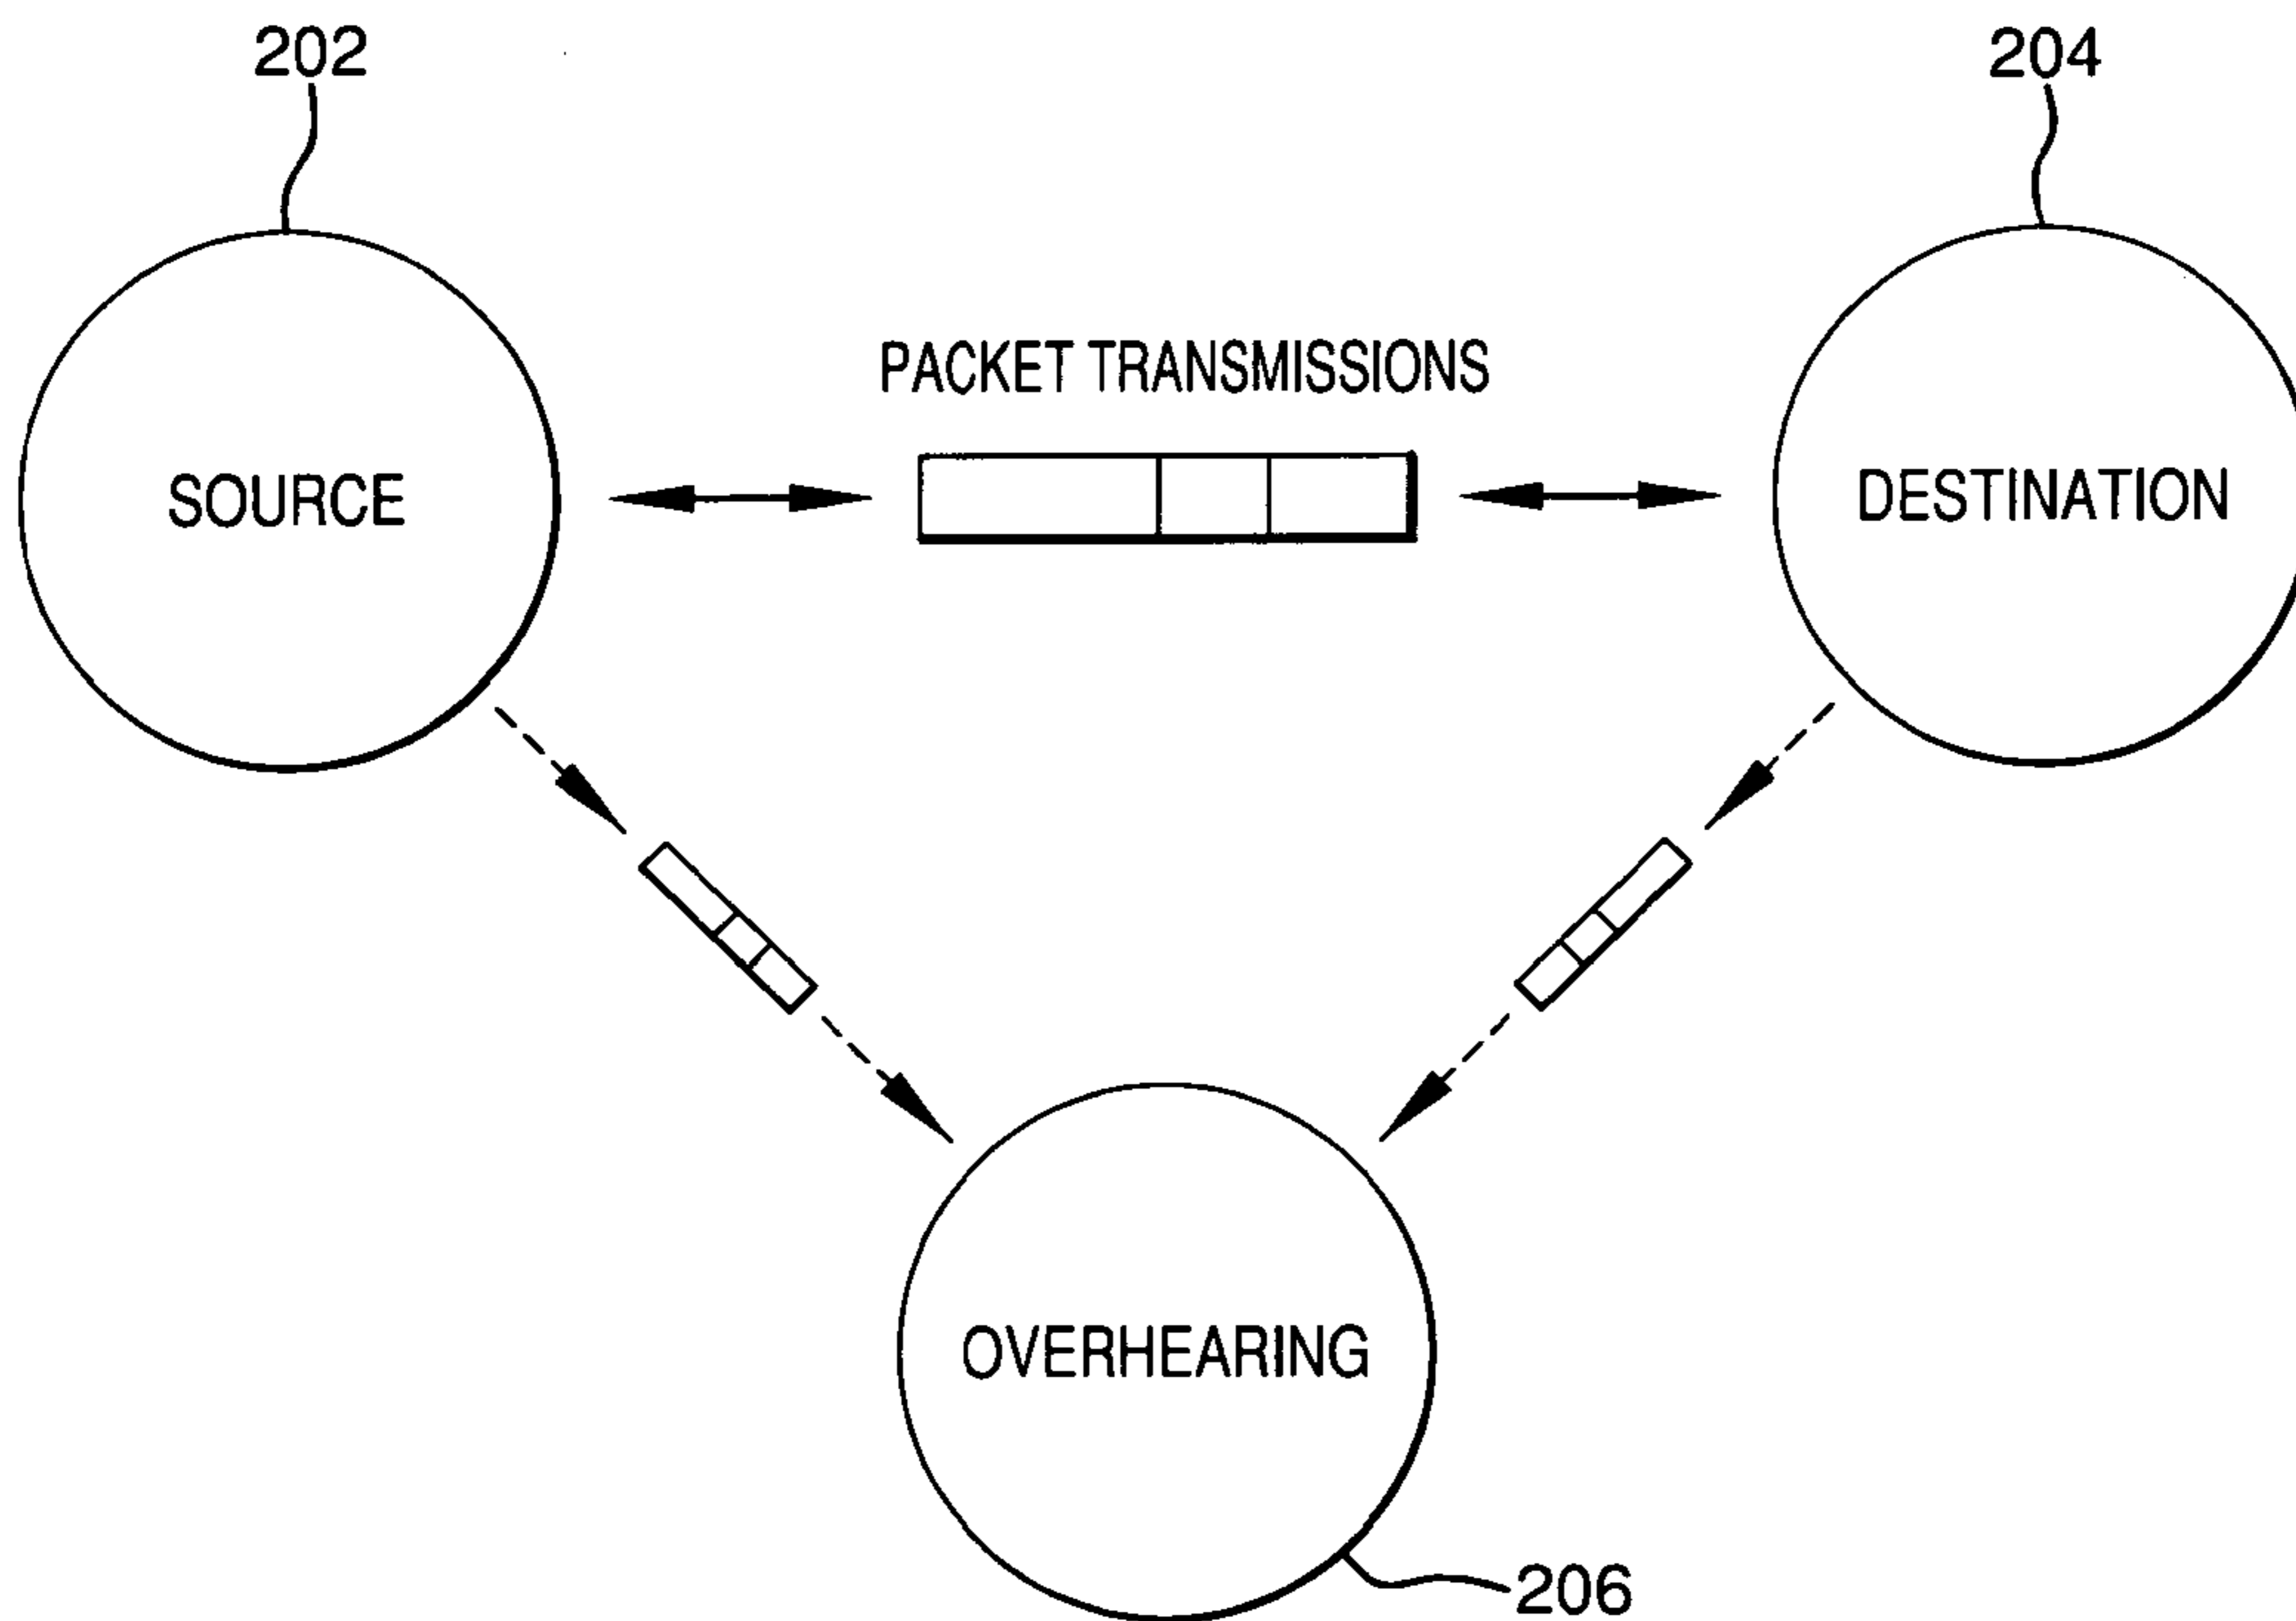 202
204
PACKET TRANSMISSIONS
SOURCE
DESTINATION
OVERHEARING
206